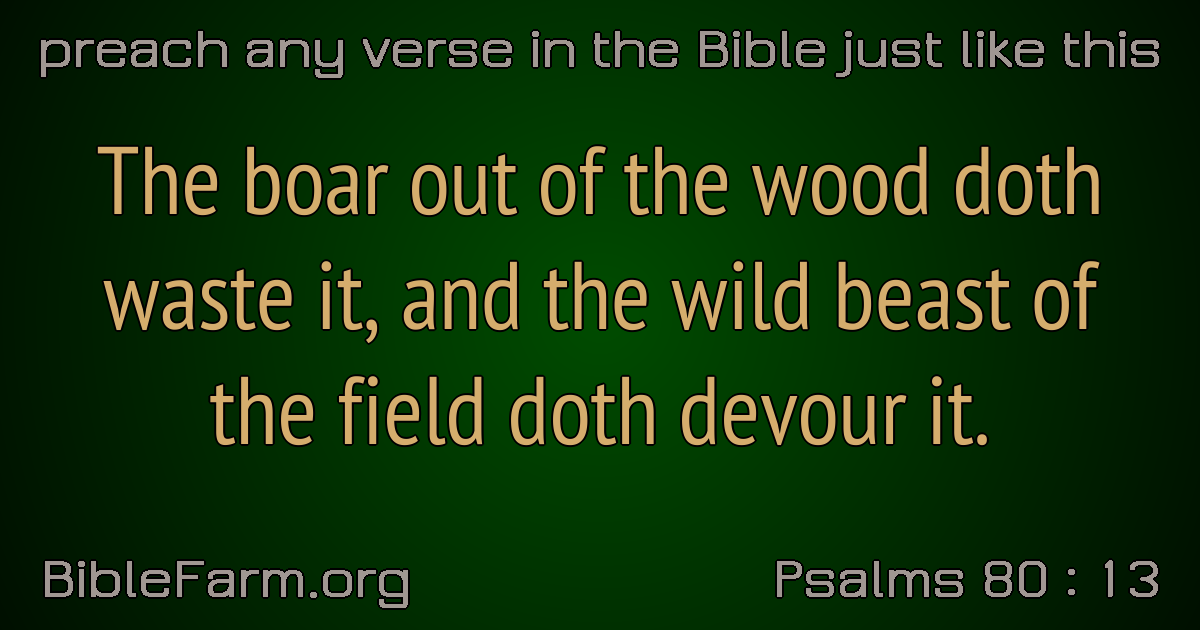 preach any verse in the Bible just like this
The boar out of the wood doth
waste it, and the wild beast of
the field doth devour it.
BibleFarm.org
Psalms 80 : 13